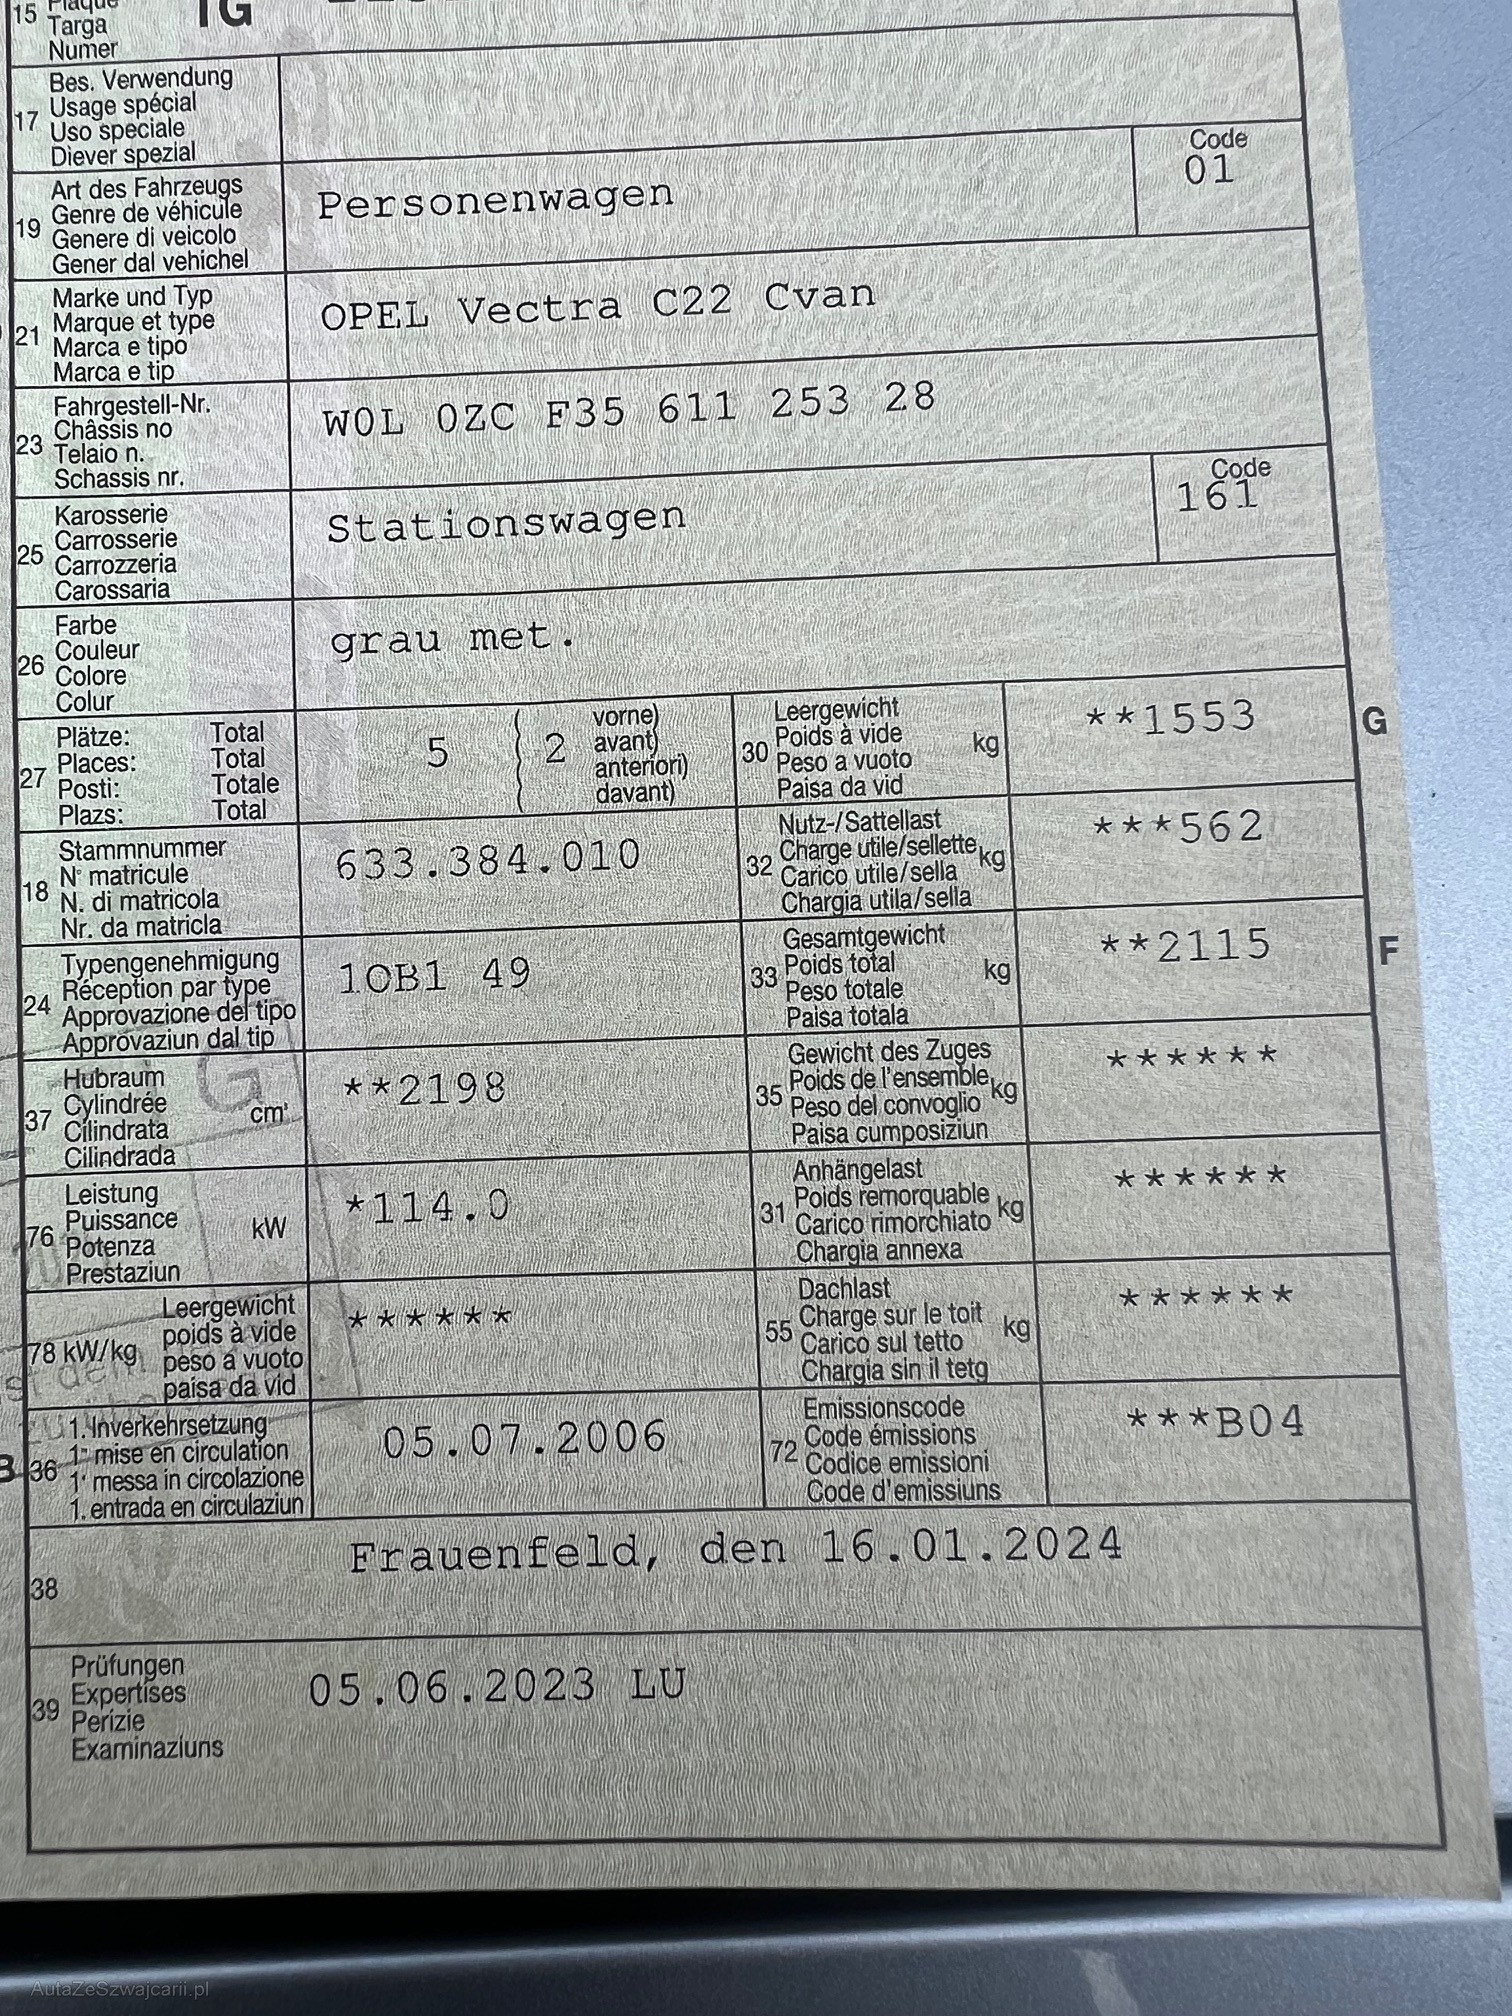 15 Plaque
Targa
Numer
TG
17 Bes. Verwendung
Usage spécial
Uso speciale
Diever spezial
19 Art des Fahrzeugs
Genre de véhicule
Genere di veicolo
Gener dal vehichel
Personenwagen
Code
01
21 Marke und Typ
Marque et type
Marca e tipo
Marca e tip
OPEL Vectra C22 Cvan
23 Fahrgestell-Nr.
Châssis no
Telaio n.
Schassis nr.
W0L 0ZC F35 611 253 28
25 Karosserie
Carrosserie
Carrozzeria
Carossaria
Stationswagen
Code
161
26 Farbe
Couleur
Colore
Colur
grau met.
27 Plätze: Total
Places: Total
Posti: Totale
Plazs: Total
5 ( 2 vorne)
avant)
anteriori)
davant)
30 Leergewicht
Poids à vide
Peso a vuoto
Paisa da vid
kg
**1553
G
18 Stammnummer
N° matricule
N. di matricola
Nr. da matricla
633.384.010
32 Nutz-/Sattellast
Charge utile/sellette
Carico utile/sella
Chargia utila/sella
kg
***562
24 Typengenehmigung
Réception par type
Approvazione del tipo
Approvaziun dal tip
1OB1 49
33 Gesamtgewicht
Poids total
Peso totale
Paisa totala
kg
**2115
F
37 Hubraum
Cylindrée
Cilindrata
Cilindrada
cm³
**2198
35 Gewicht des Zuges
Poids de l'ensemble
Peso del convoglio
Paisa cumposiziun
kg
******
76 Leistung
Puissance
Potenza
Prestaziun
kW
*114.0
31 Anhängelast
Poids remorquable
Carico rimorchiato
Chargia annexa
kg
******
78 kW/kg
Leergewicht
poids à vide
peso a vuoto
paisa da vid
******
55 Dachlast
Charge sur le toit
Carico sul tetto
Chargia sin il tetg
kg
******
B
36 1. Inverkehrsetzung
1re mise en circulation
1a messa in circolazione
1. entrada en circulaziun
05.07.2006
72 Emissionscode
Code émissions
Codice emissioni
Code d'emissiuns
***B04
38
Frauenfeld, den 16.01.2024
39 Prüfungen
Expertises
Perizie
Examinaziuns
05.06.2023 LU
AutaZeSzwajcarii.pl